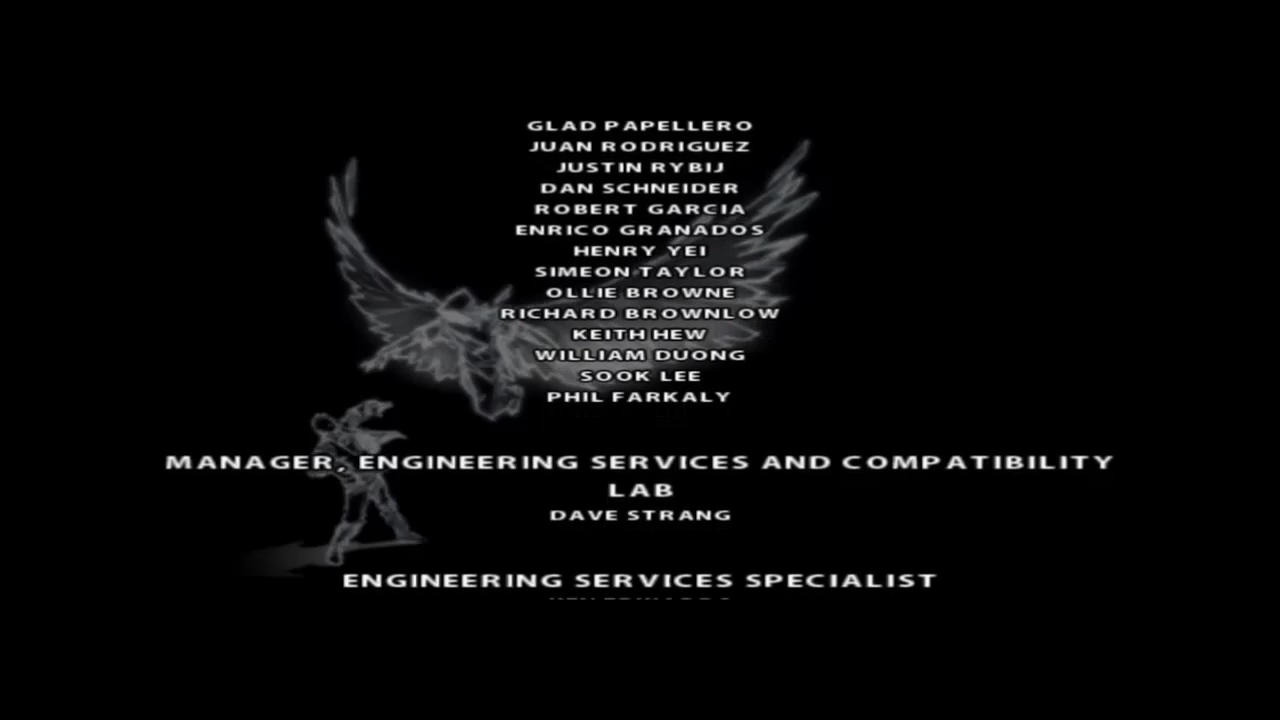 GLAD PAPELLERO
JUAN RODRIGUEZ
JUSTIN RYBIJ
DAN SCHNEIDER
ROBERT GARCIA
ENRICO GRANADOS
HENRY YEI
SIMEON TAYLOR
OLLIE BROWNE
RICHARD BROWNLOW
KEITH HEW
WILLIAM DUONG
SOOK LEE
PHIL FARKALY
MANAGER, ENGINEERING SERVICES AND COMPATIBILITY
LAB
DAVE STRANG
ENGINEERING SERVICES SPECIALIST